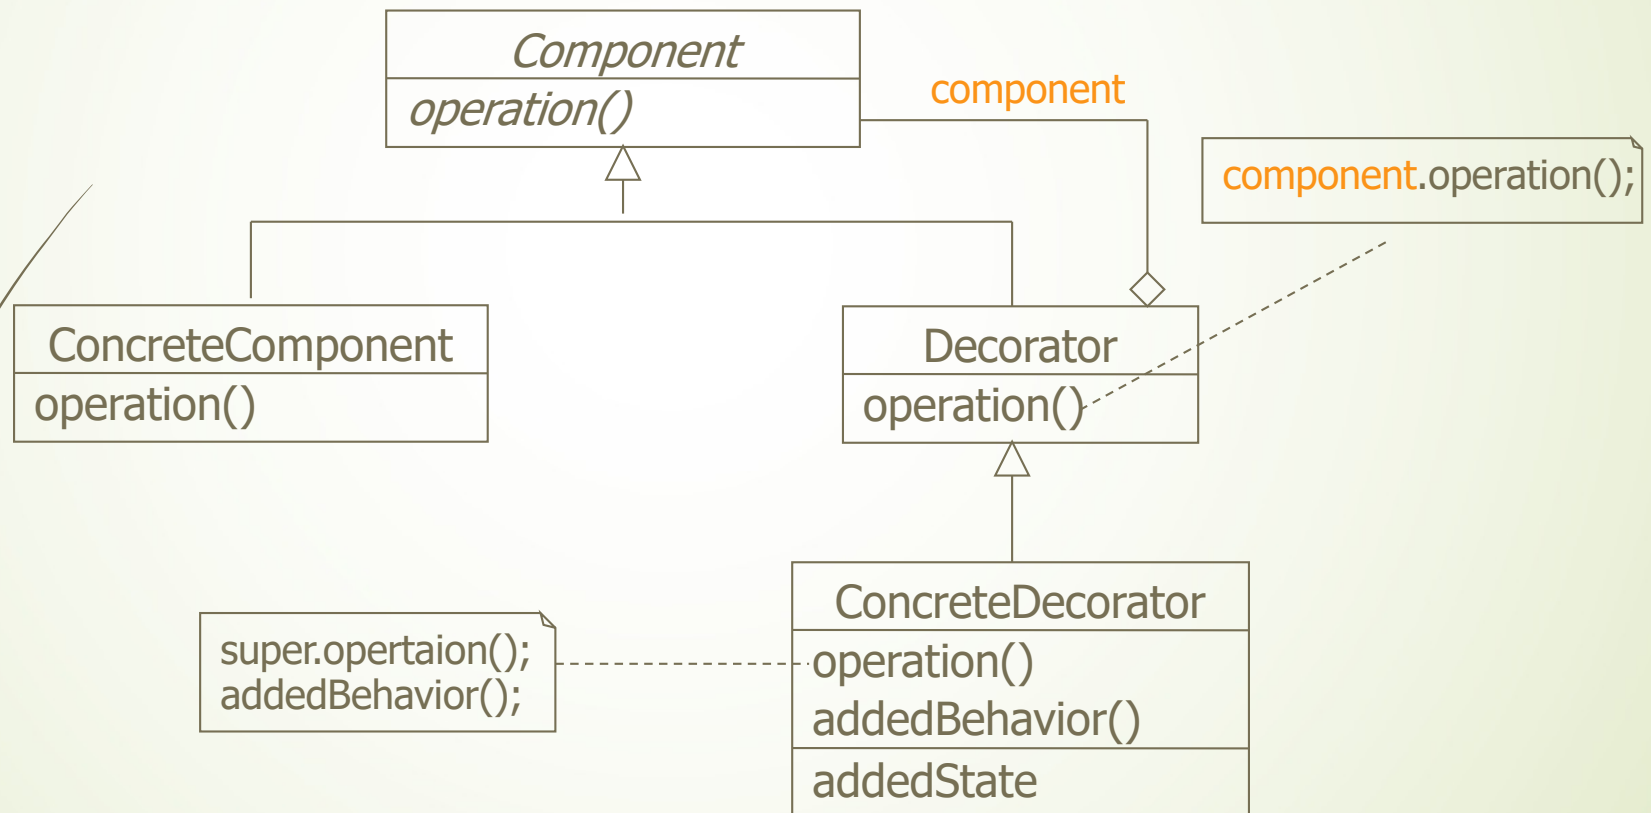 Component
operation()
component
component.operation();
ConcreteComponent
operation()
Decorator
operation()
super.opertaion();
addedBehavior();
ConcreteDecorator
operation()
addedBehavior()
addedState